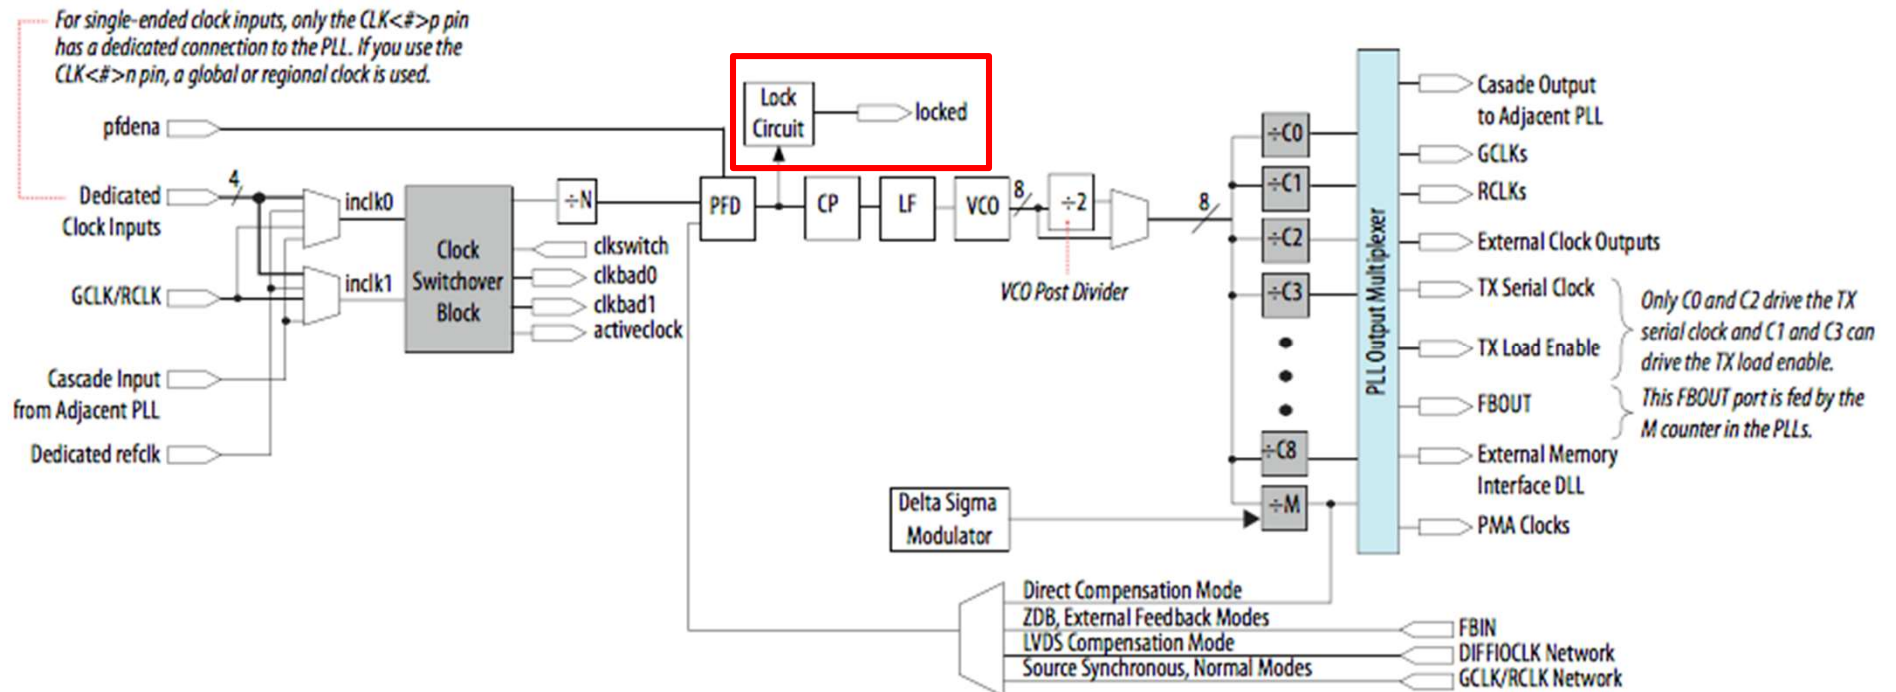 For single-ended clock inputs, only the CLK<#>p pin
has a dedicated connection to the PLL. If you use the
CLK<#>n pin, a global or regional clock is used.
pfdena
Dedicated
Clock Inputs
4
GCLK/RCLK
Cascade Input
from Adjacent PLL
Dedicated refclk
inclk0
inclk1
Clock
Switchover
Block
÷N
clkswitch
clkbad0
clkbad1
activeclock
Lock
Circuit
locked
PFD
CP
LF
VCO
8
÷2
VCO Post Divider
8
÷C0
÷C1
÷C2
÷C3
÷C8
÷M
Delta Sigma
Modulator
PLL Output Multiplexer
Casade Output
to Adjacent PLL
GCLKs
RCLKs
External Clock Outputs
TX Serial Clock
TX Load Enable
FBOUT
External Memory
Interface DLL
PMA Clocks
Only C0 and C2 drive the TX
serial clock and C1 and C3 can
drive the TX load enable.
This FBOUT port is fed by the
M counter in the PLLs.
Direct Compensation Mode
ZDB, External Feedback Modes
LVDS Compensation Mode
Source Synchronous, Normal Modes
FBIN
DIFFIOCLK Network
GCLK/RCLK Network